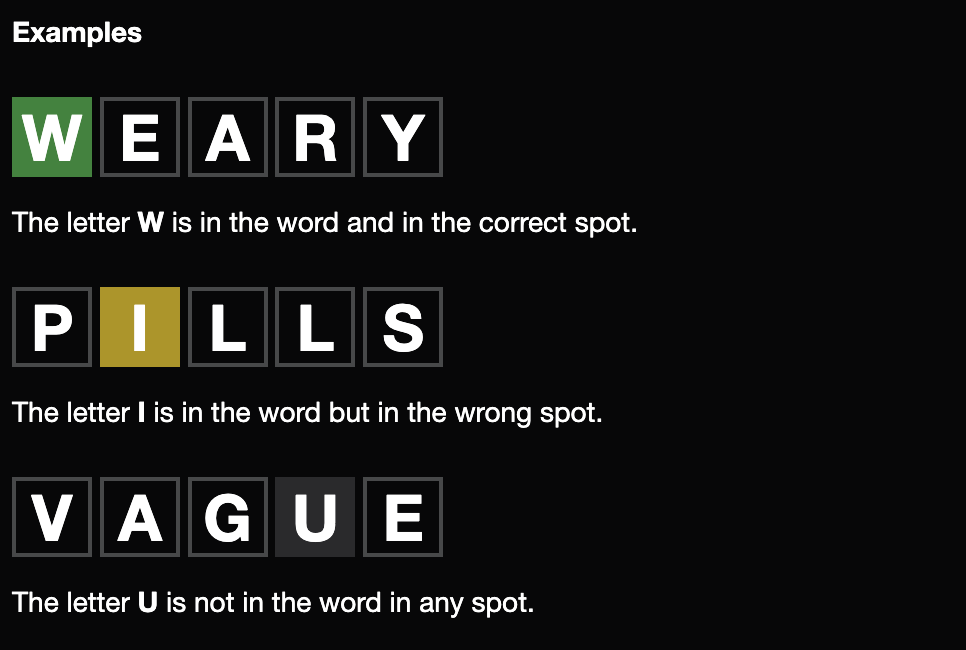 Examples
WEARY
The letter W is in the word and in the correct spot.
PILLS
The letter I is in the word but in the wrong spot.
VAGUE
The letter U is not in the word in any spot.